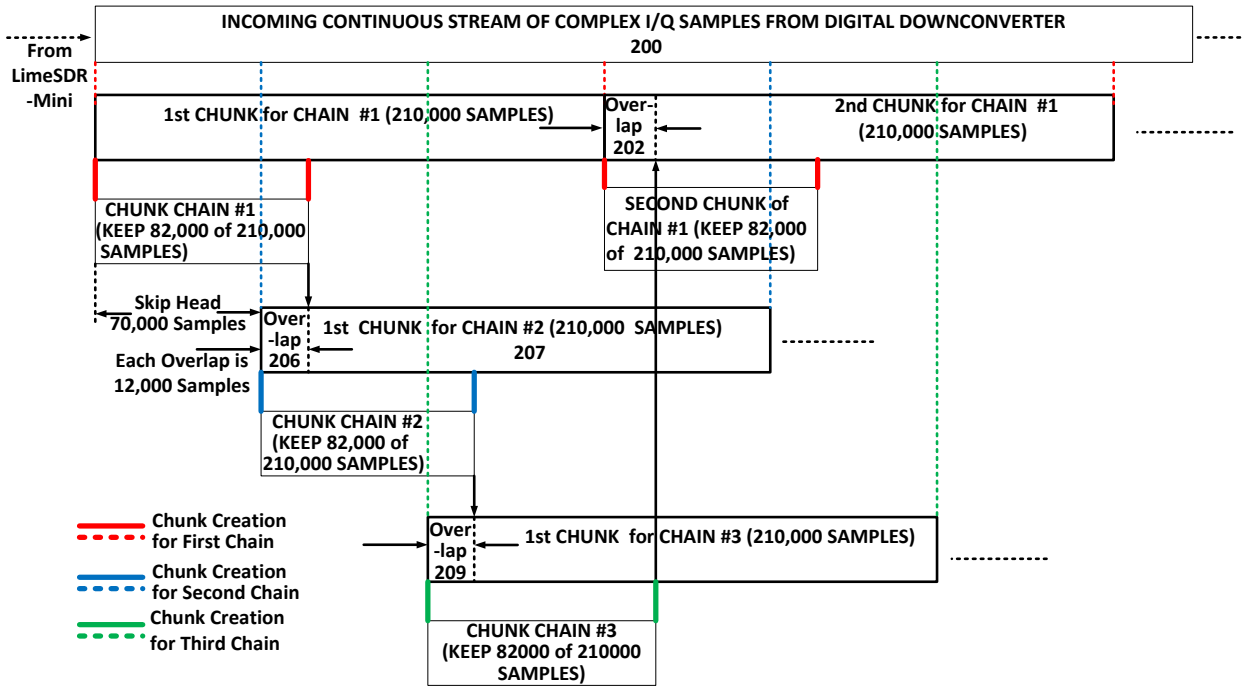 INCOMING CONTINUOUS STREAM OF COMPLEX I/Q SAMPLES FROM DIGITAL DOWNCONVERTER
200
From
LimeSDR
-Mini
1st CHUNK for CHAIN #1 (210,000 SAMPLES)
Over-
lap
202
2nd CHUNK for CHAIN #1
(210,000 SAMPLES)
CHUNK CHAIN #1
(KEEP 82,000 of 210,000
SAMPLES)
SECOND CHUNK of
CHAIN #1 (KEEP 82,000
of 210,000 SAMPLES)
Skip Head
70,000 Samples
Each Overlap is
12,000 Samples
Over
-lap
206
1st CHUNK for CHAIN #2 (210,000 SAMPLES)
207
CHUNK CHAIN #2
(KEEP 82,000 of
210,000 SAMPLES)
Over
-lap
209
1st CHUNK for CHAIN #3 (210,000 SAMPLES)
CHUNK CHAIN #3
(KEEP 82000 of 210000
SAMPLES)
Chunk Creation
for First Chain
Chunk Creation
for Second Chain
Chunk Creation
for Third Chain